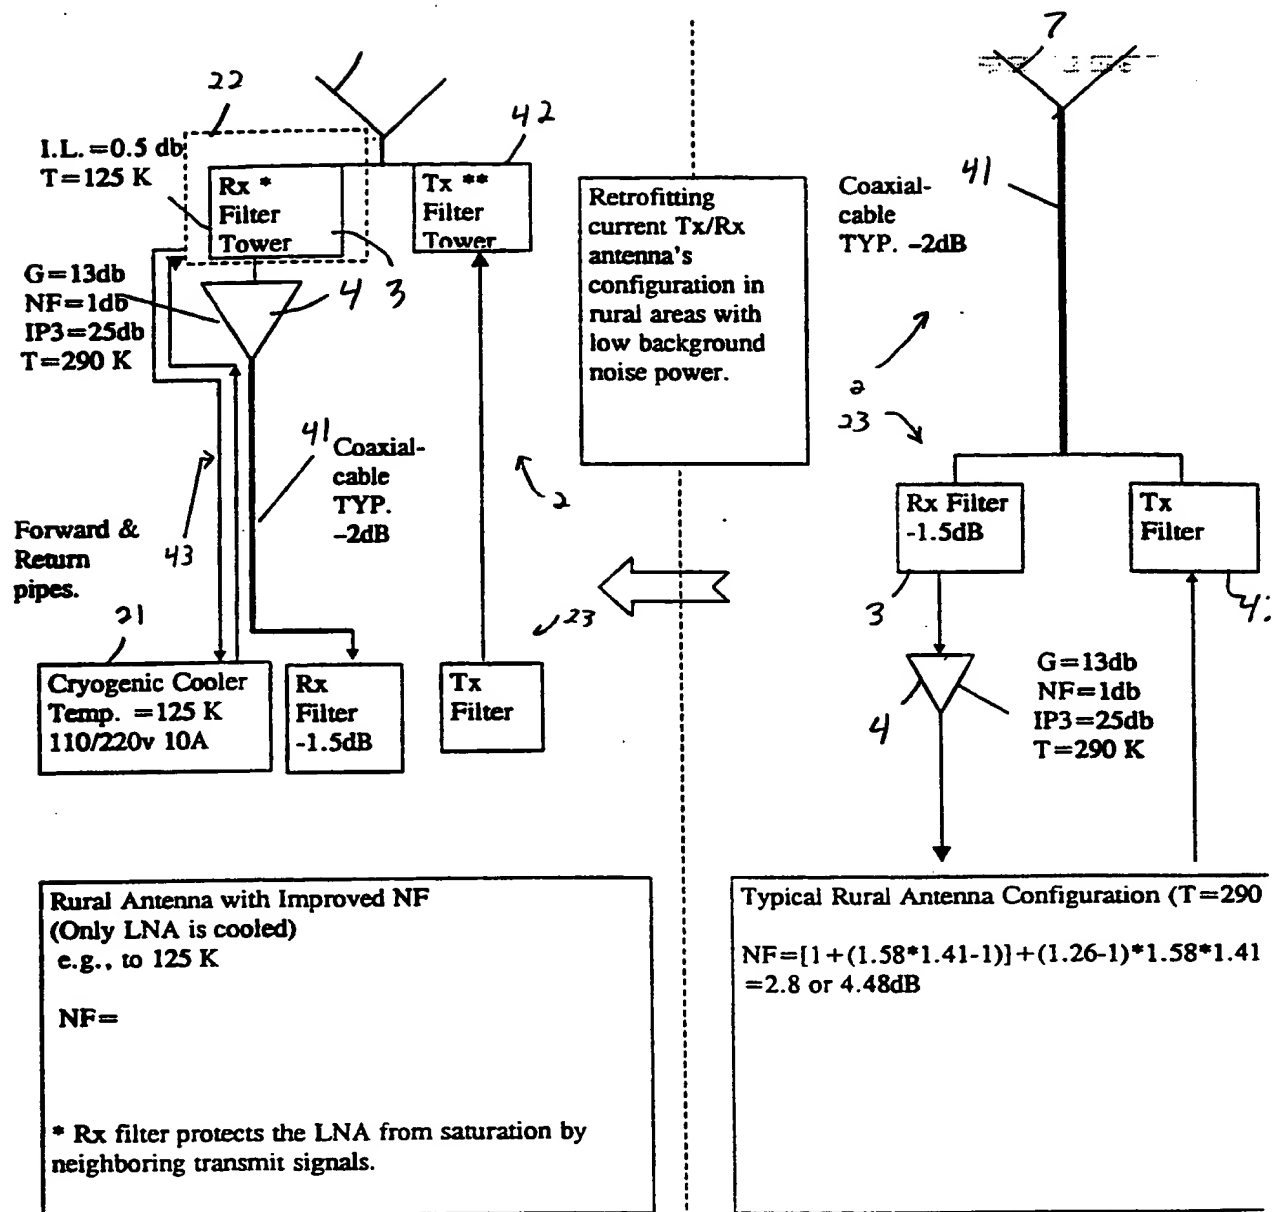 22
42
I.L.=0.5 db
T=125 K
Rx *
Filter
Tower
Tx **
Filter
Tower
G=13db
NF=1db
IP3=25db
T=290 K
4
3
41
Coaxial-
cable
TYP.
-2dB
2
Forward &
Return
pipes.
43
21
23
Cryogenic Cooler
Temp. =125 K
110/220v 10A
Rx
Filter
-1.5dB
Tx
Filter
Retrofitting
current Tx/Rx
antenna's
configuration in
rural areas with
low background
noise power.
7
Coaxial-
cable
TYP. -2dB
41
2
23
Rx Filter
-1.5dB
Tx
Filter
3
4
G=13db
NF=1db
IP3=25db
T=290 K
Rural Antenna with Improved NF
(Only LNA is cooled)
e.g., to 125 K
NF=
* Rx filter protects the LNA from saturation by
neighboring transmit signals.
Typical Rural Antenna Configuration (T=290
NF=[1+(1.58*1.41-1)]+(1.26-1)*1.58*1.41
=2.8 or 4.48dB